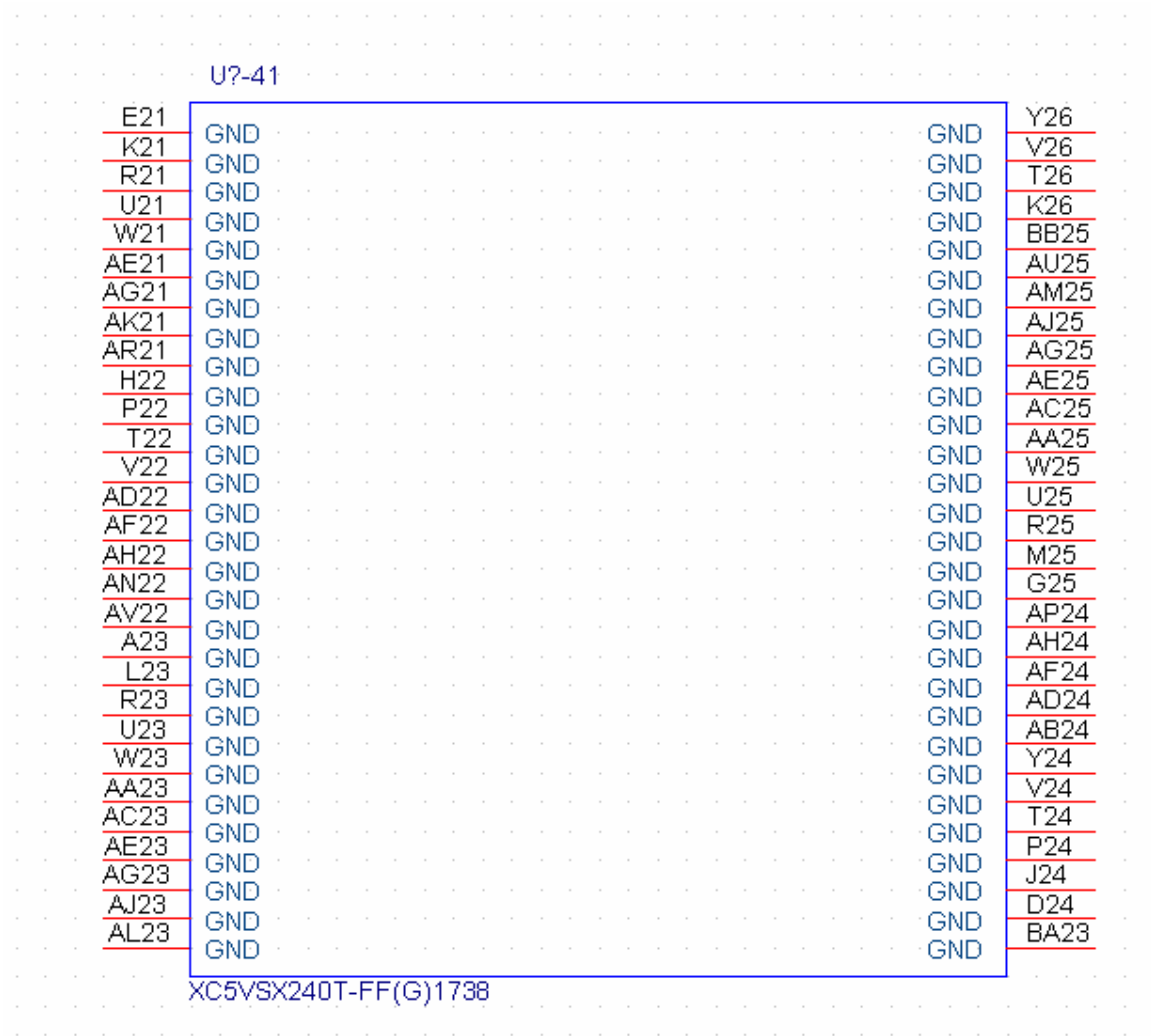 U?-41
E21 GND GND Y26
K21 GND GND V26
R21 GND GND T26
U21 GND GND K26
W21 GND GND BB25
AE21 GND GND AU25
AG21 GND GND AM25
AK21 GND GND AJ25
AR21 GND GND AG25
H22 GND GND AE25
P22 GND GND AC25
T22 GND GND AA25
V22 GND GND W25
AD22 GND GND U25
AF22 GND GND R25
AH22 GND GND M25
AN22 GND GND G25
AV22 GND GND AP24
A23 GND GND AH24
L23 GND GND AF24
R23 GND GND AD24
U23 GND GND AB24
W23 GND GND Y24
AA23 GND GND V24
AC23 GND GND T24
AE23 GND GND P24
AG23 GND GND J24
AJ23 GND GND D24
AL23 GND GND BA23
XC5VSX240T-FF(G)1738